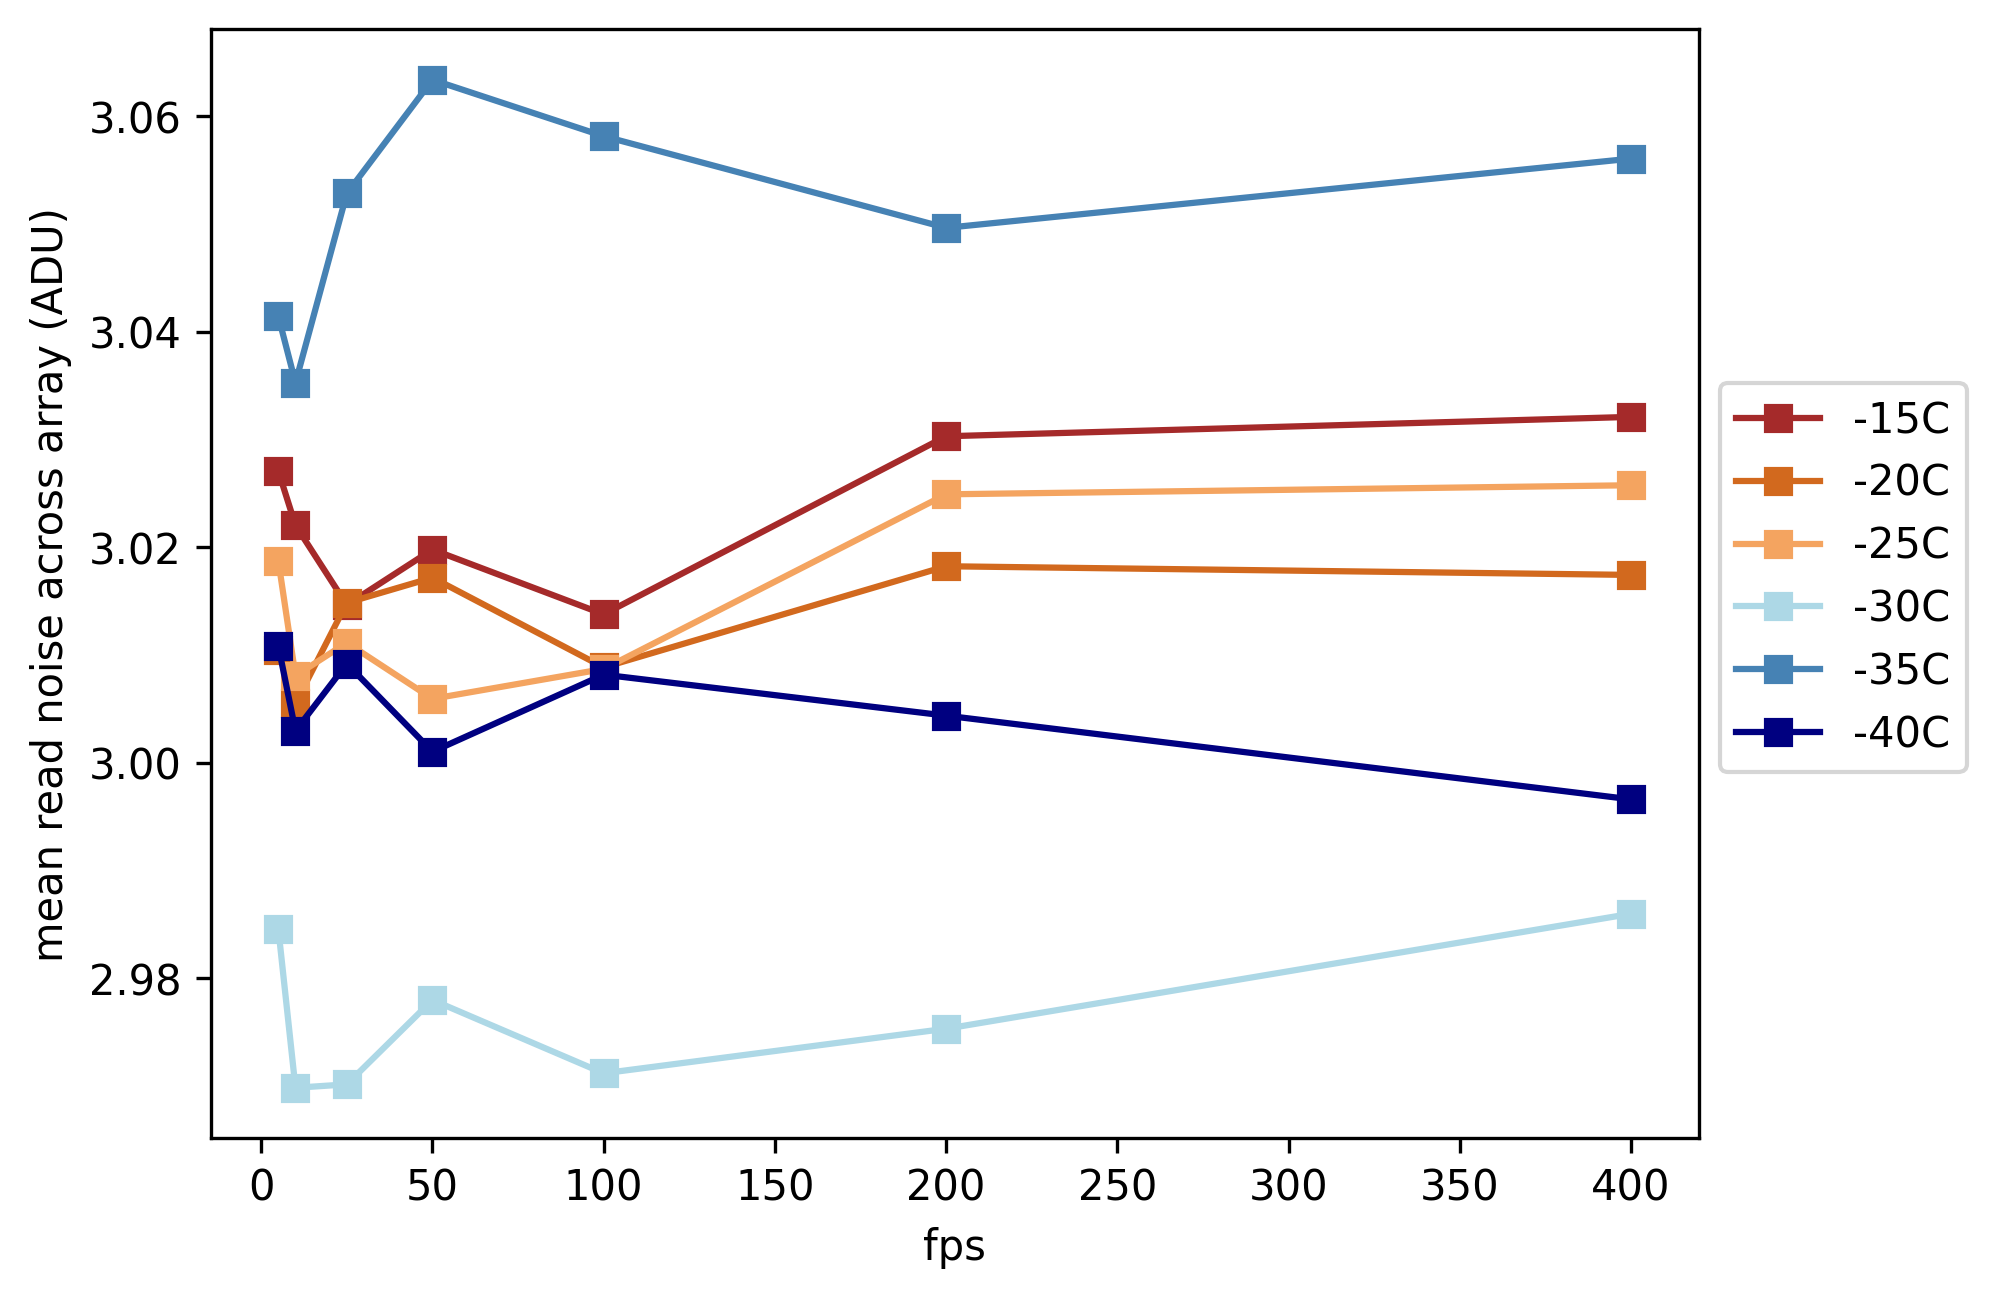 3.06
3.04
3.02
3.00
2.98
mean read noise across array (ADU)
0 50 100 150 200 250 300 350 400
fps
-15C
-20C
-25C
-30C
-35C
-40C